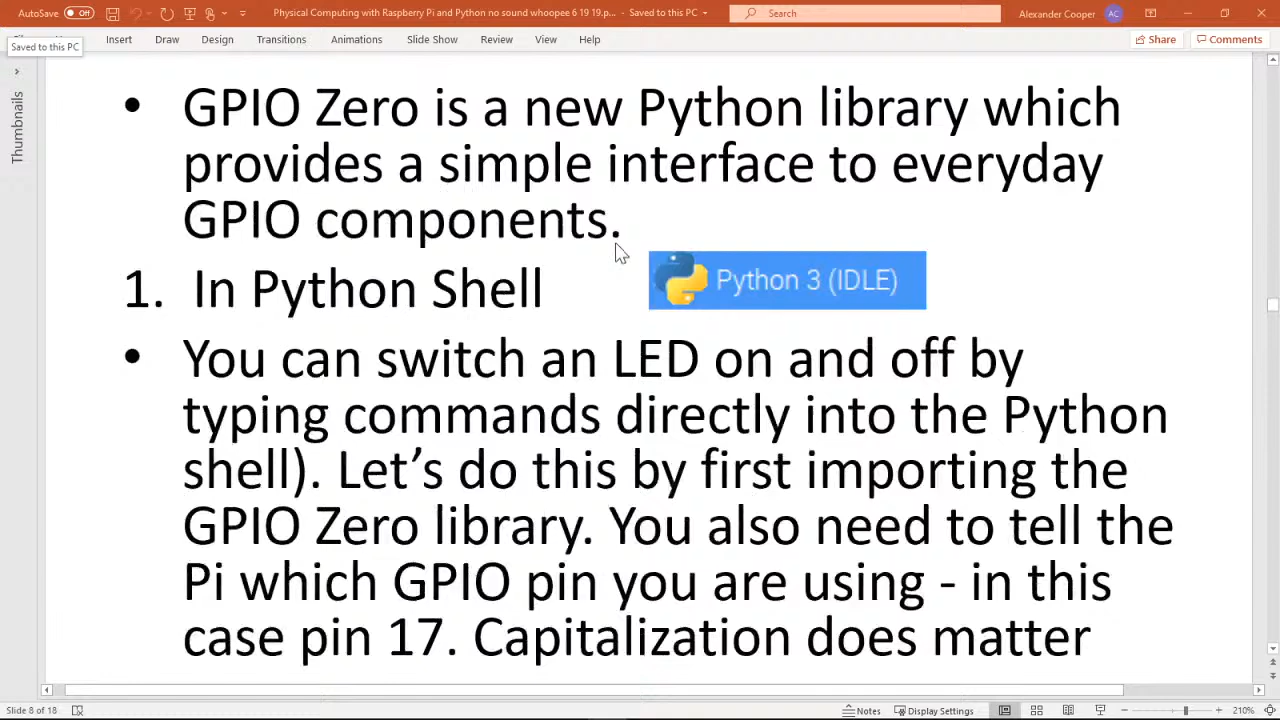 AutoSave Off Physical Computing with Raspberry Pi and Python no sound whoopee 6 19 19.p... – Saved to this PC Search Alexander Cooper AC
Insert Draw Design Transitions Animations Slide Show Review View Help Share Comments
Saved to this PC
Thumbnails
• GPIO Zero is a new Python library which
provides a simple interface to everyday
GPIO components.
1. In Python Shell
Python 3 (IDLE)
• You can switch an LED on and off by
typing commands directly into the Python
shell). Let’s do this by first importing the
GPIO Zero library. You also need to tell the
Pi which GPIO pin you are using - in this
case pin 17. Capitalization does matter
Slide 8 of 18 Notes Display Settings 210%